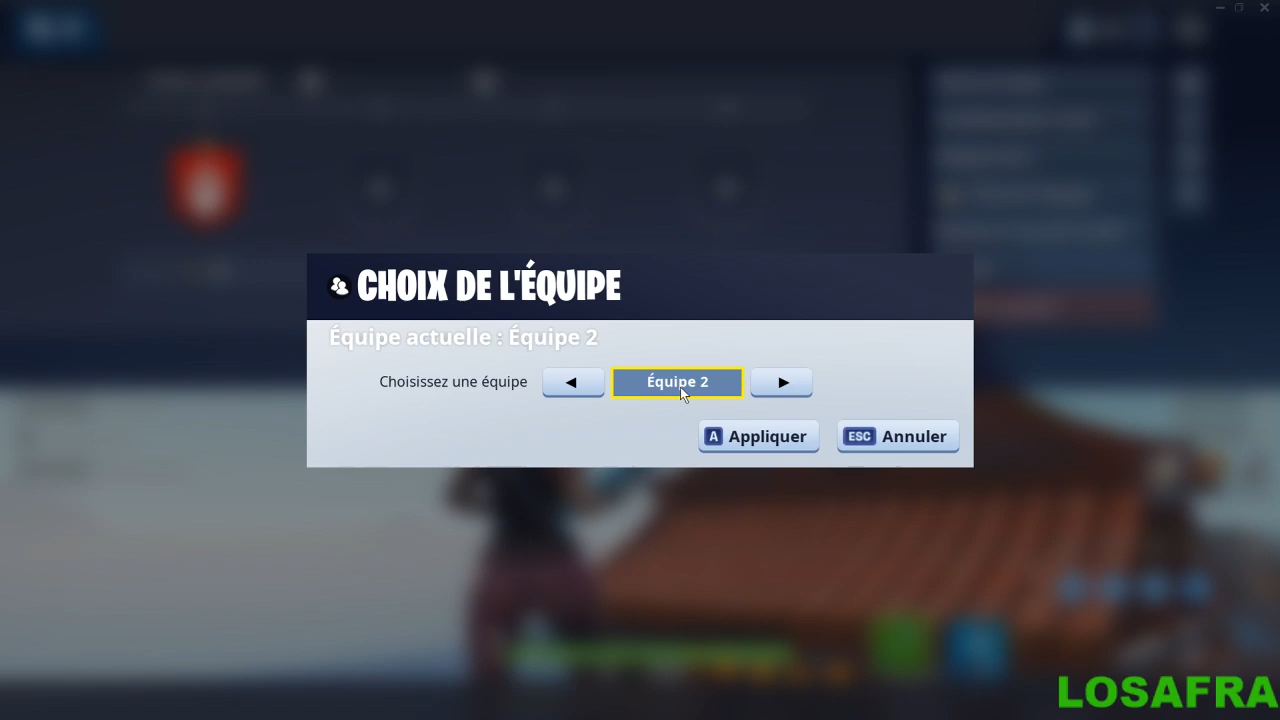 CHOIX DE L'ÉQUIPE
Équipe actuelle : Équipe 2
Choisissez une équipe
Équipe 2
A Appliquer
ESC Annuler
LOSAFRA